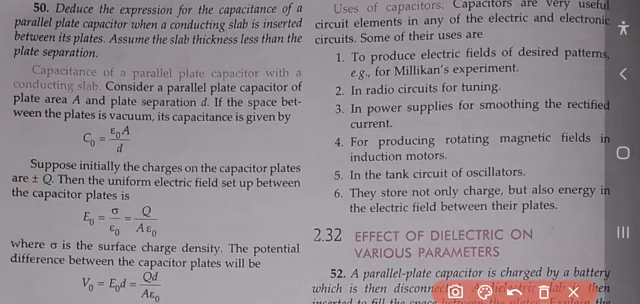 50. Deduce the expression for the capacitance of a
parallel plate capacitor when a conducting slab is inserted
between its plates. Assume the slab thickness less than the
plate separation.
Capacitance of a parallel plate capacitor with a
conducting slab. Consider a parallel plate capacitor of
plate area A and plate separation d. If the space bet-
ween the plates is vacuum, its capacitance is given by
C₀ = ε₀A / d
Suppose initially the charges on the capacitor plates
are ± Q. Then the uniform electric field set up between
the capacitor plates is
E₀ = σ / ε₀ = Q / Aε₀
where σ is the surface charge density. The potential
difference between the capacitor plates will be
V₀ = E₀d = Qd / Aε₀
Uses of capacitors. Capacitors are very useful
circuit elements in any of the electric and electronic
circuits. Some of their uses are
1. To produce electric fields of desired patterns,
e.g., for Millikan's experiment.
2. In radio circuits for tuning.
3. In power supplies for smoothing the rectified
current.
4. For producing rotating magnetic fields in
induction motors.
5. In the tank circuit of oscillators.
6. They store not only charge, but also energy in
the electric field between their plates.
2.32 EFFECT OF DIELECTRIC ON
VARIOUS PARAMETERS
52. A parallel-plate capacitor is charged by a battery
which is then then